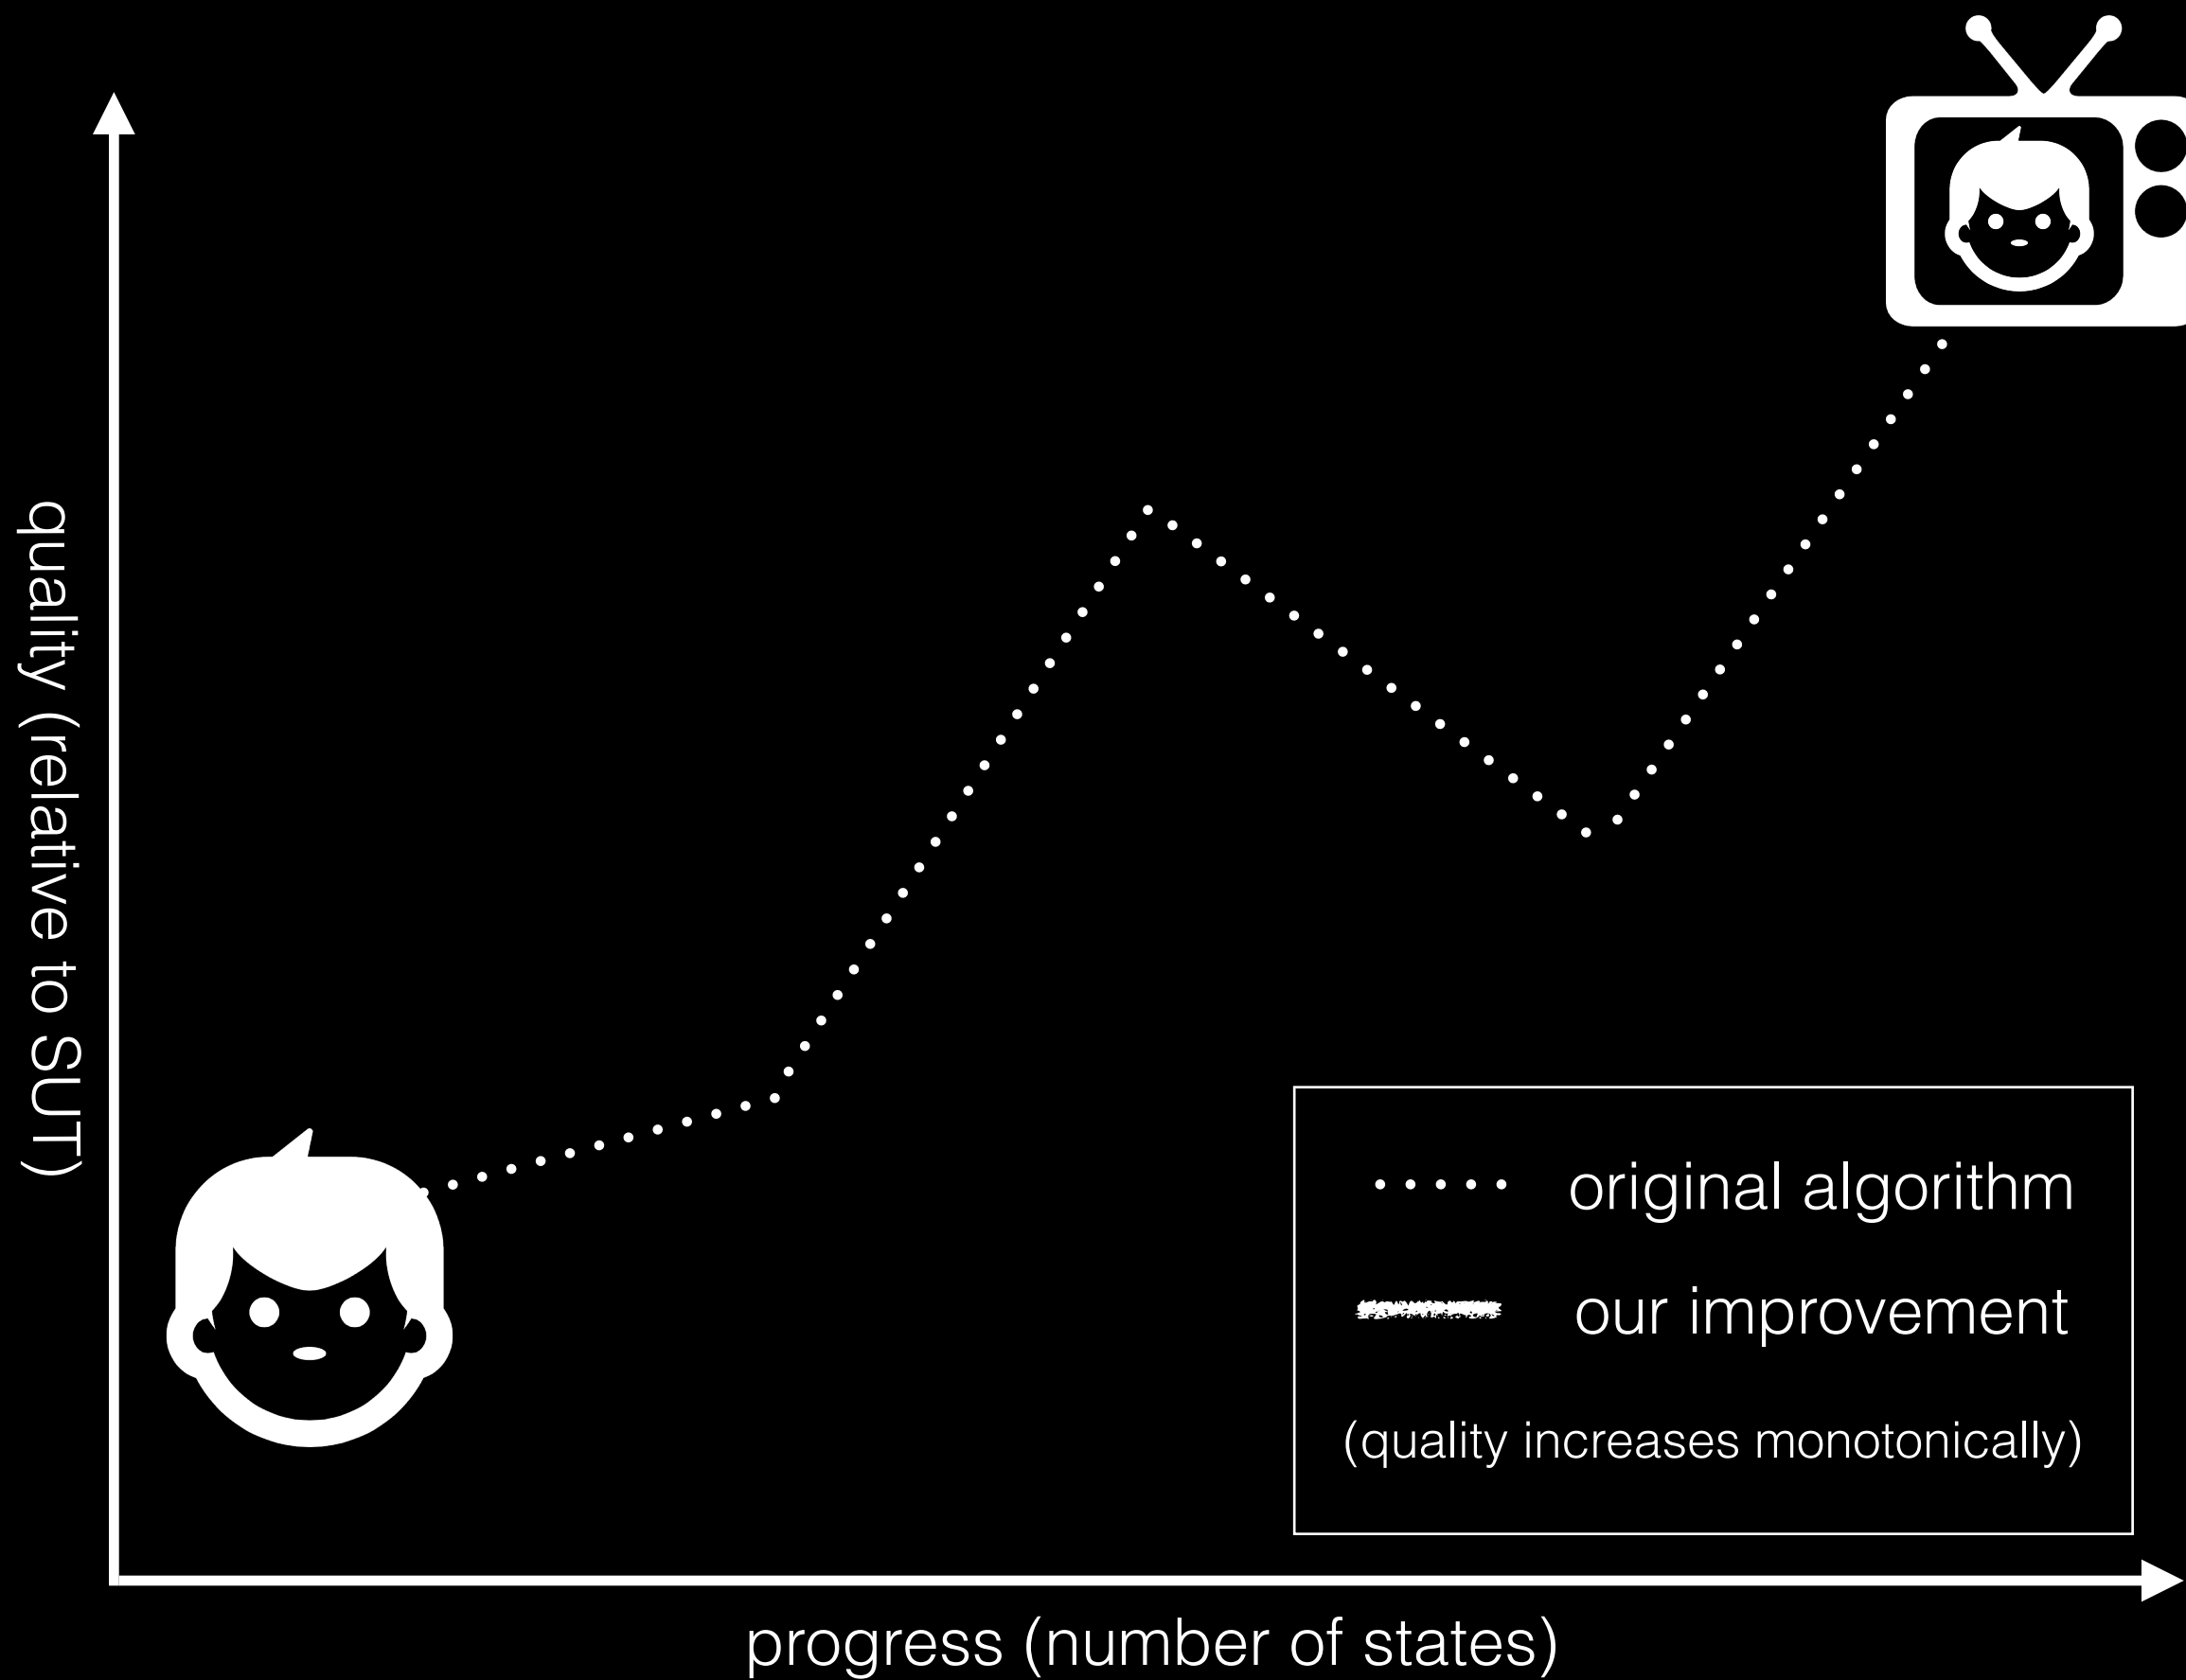 quality (relative to SUT)
original algorithm
our improvement
(quality increases monotonically)
progress (number of states)